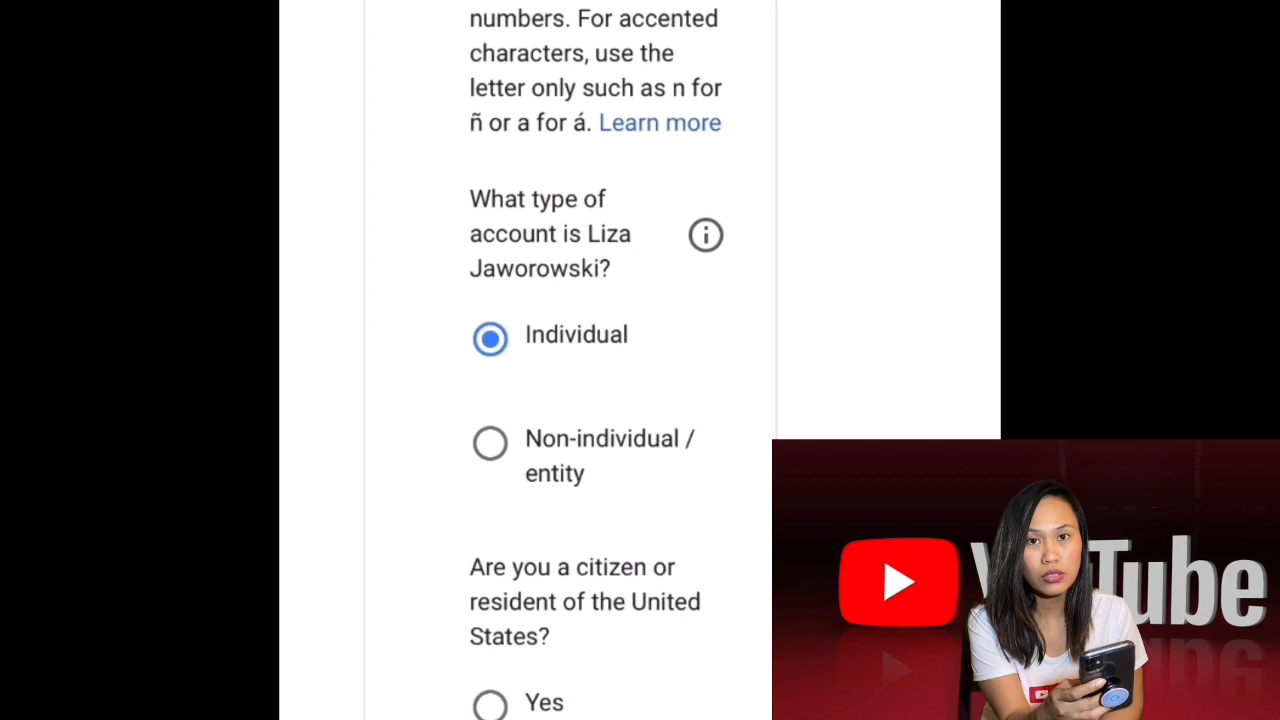 numbers. For accented
characters, use the
letter only such as n for
ñ or a for á. Learn more
What type of
account is Liza
Jaworowski?
Individual
Non-individual /
entity
Are you a citizen or
resident of the United
States?
Yes
YouTube